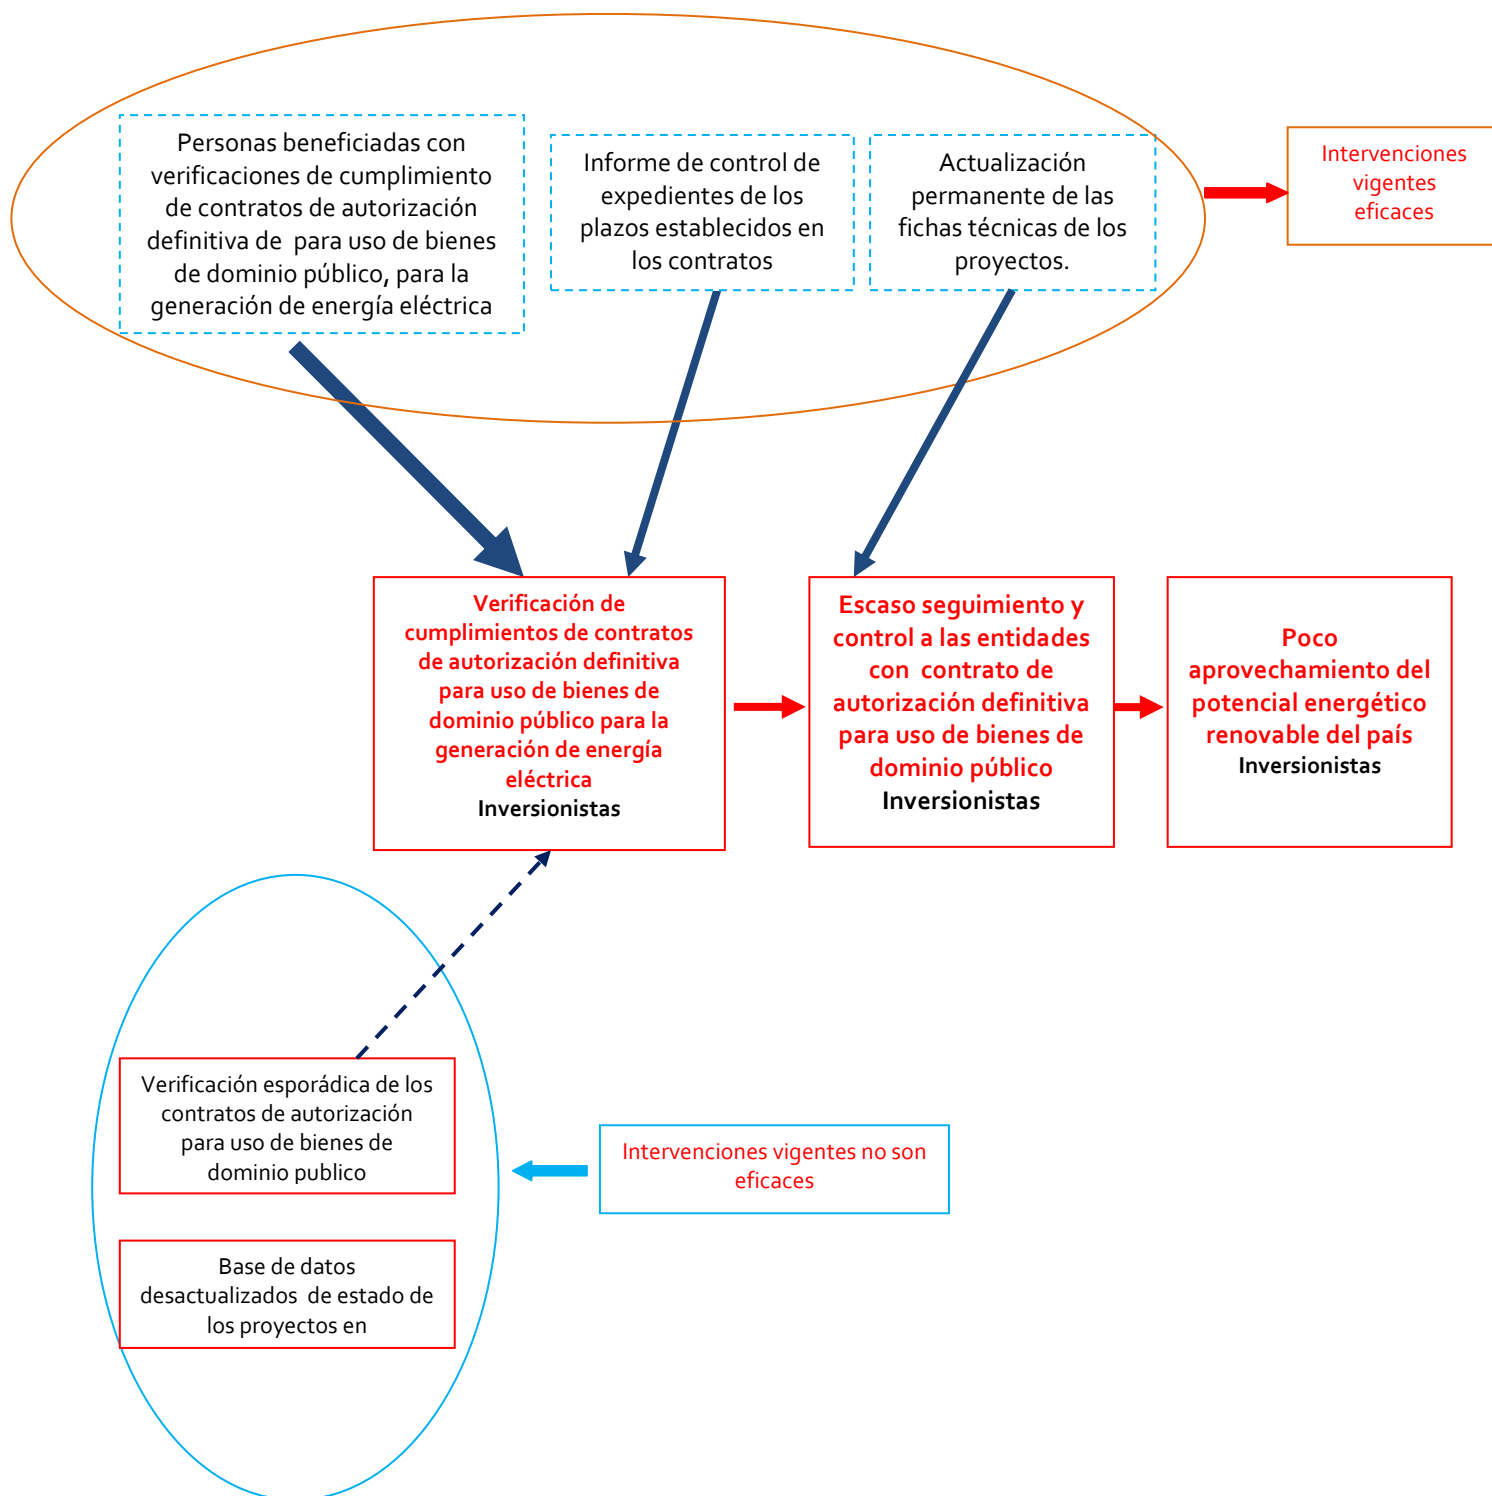 Personas beneficiadas con
verificaciones de cumplimiento
de contratos de autorización
definitiva de para uso de bienes
de dominio público, para la
generación de energía eléctrica
Informe de control de
expedientes de los
plazos establecidos en
los contratos
Actualización
permanente de las
fichas técnicas de los
proyectos.
Intervenciones
vigentes
eficaces
Verificación de
cumplimientos de contratos
de autorización definitiva
para uso de bienes de
dominio público para la
generación de energía
eléctrica
Inversionistas
Escaso seguimiento y
control a las entidades
con contrato de
autorización definitiva
para uso de bienes de
dominio público
Inversionistas
Poco
aprovechamiento del
potencial energético
renovable del país
Inversionistas
Verificación esporádica de los
contratos de autorización
para uso de bienes de
dominio publico
Intervenciones vigentes no son
eficaces
Base de datos
desactualizados de estado de
los proyectos en